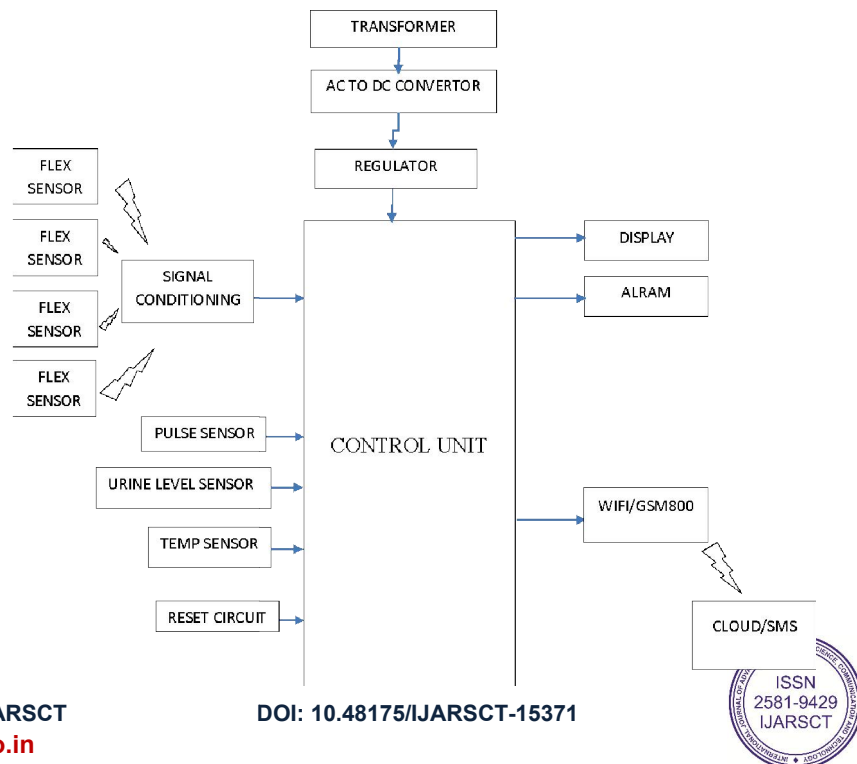 TRANSFORMER
AC TO DC CONVERTOR
REGULATOR
FLEX
SENSOR
FLEX
SENSOR
FLEX
SENSOR
FLEX
SENSOR
SIGNAL
CONDITIONING
PULSE SENSOR
URINE LEVEL SENSOR
TEMP SENSOR
RESET CIRCUIT
CONTROL UNIT
DISPLAY
ALRAM
WIFI/GSM800
CLOUD/SMS
ARSCT
o.in
DOI: 10.48175/IJARSCT-15371
ISSN
2581-9429
IJARSCT